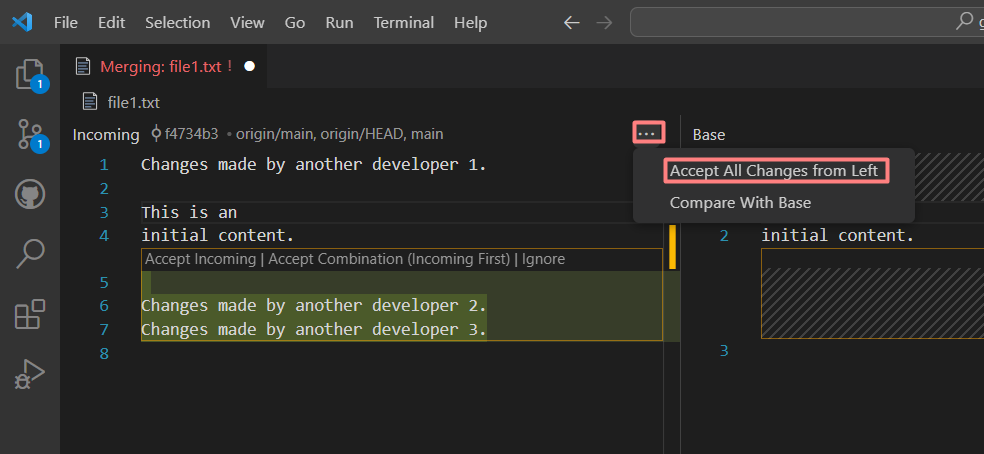 File Edit Selection View Go Run Terminal Help
Merging: file1.txt !
file1.txt
Incoming f4734b3 • origin/main, origin/HEAD, main ... Base
1 Changes made by another developer 1.
Accept All Changes from Left
2
Compare With Base
3 This is an
4 initial content. 2 initial content.
Accept Incoming | Accept Combination (Incoming First) | Ignore
5
6 Changes made by another developer 2.
7 Changes made by another developer 3.
8 3
1
1